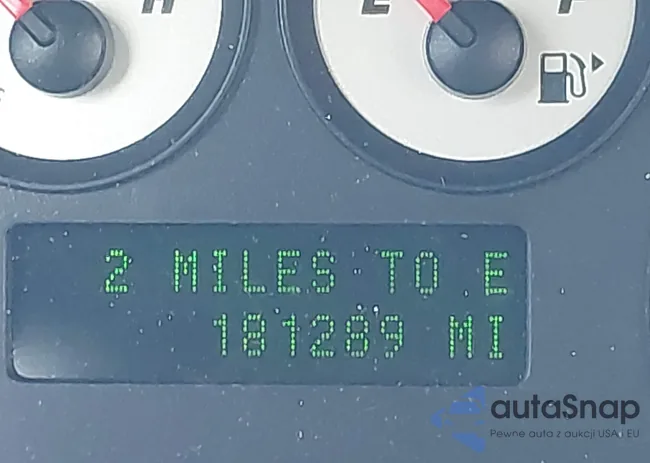 H
E F
2 MILES TO E
181289 MI
autaSnap
Pewne auta z aukcji USA i EU